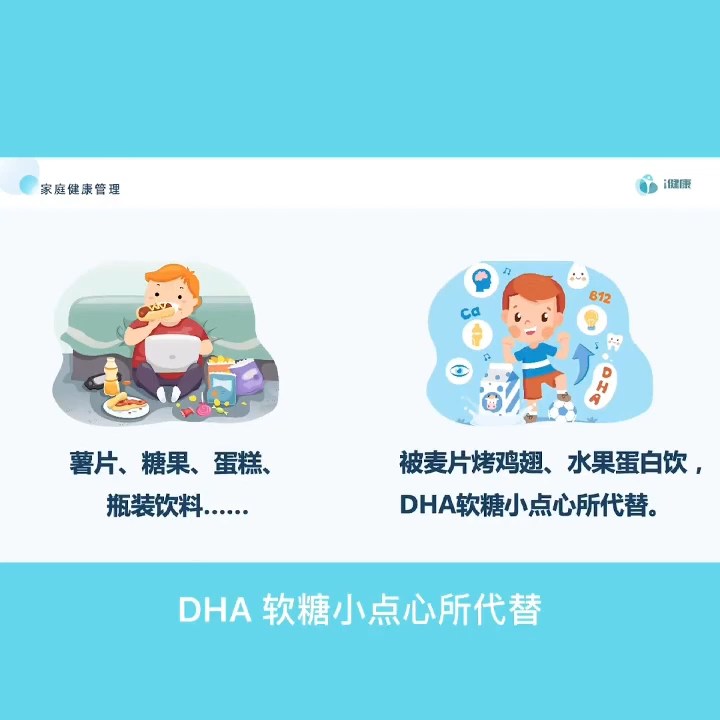 家庭健康管理
i健康
Ca
612
DHA
薯片、糖果、蛋糕、
瓶装饮料……
被麦片烤鸡翅、水果蛋白饮，
DHA软糖小点心所代替。
DHA 软糖小点心所代替